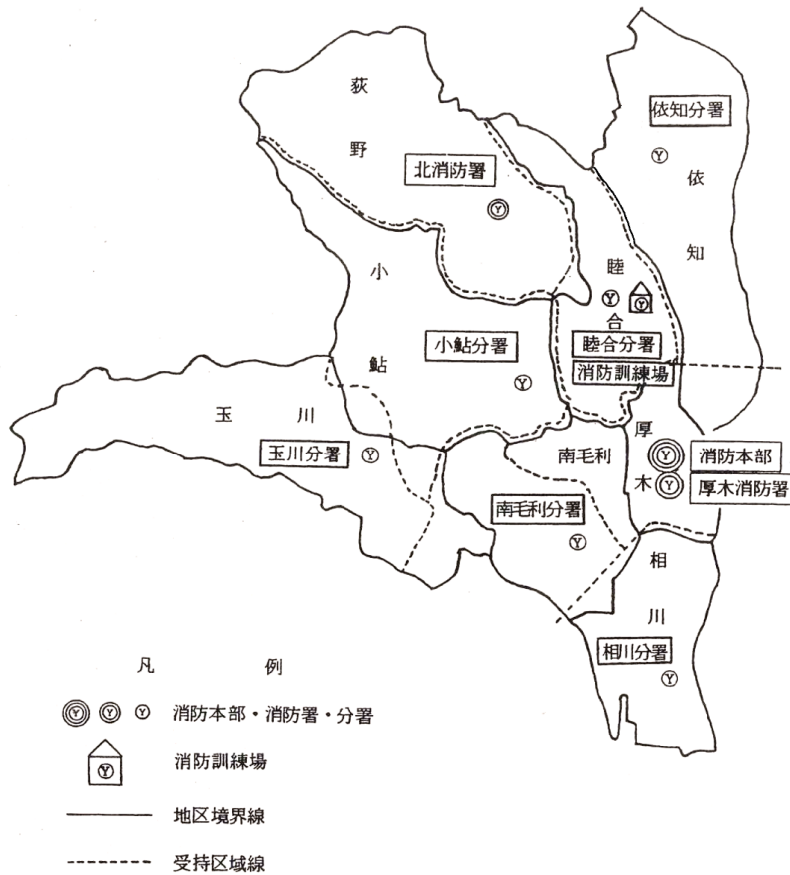 荻野
依知分署
北消防署
依知
小鮎
睦合
小鮎分署
睦合分署
消防訓練場
玉川
玉川分署
南毛利
厚木
消防本部
厚木消防署
南毛利分署
相川
相川分署
凡例
消防本部・消防署・分署
消防訓練場
地区境界線
受持区域線